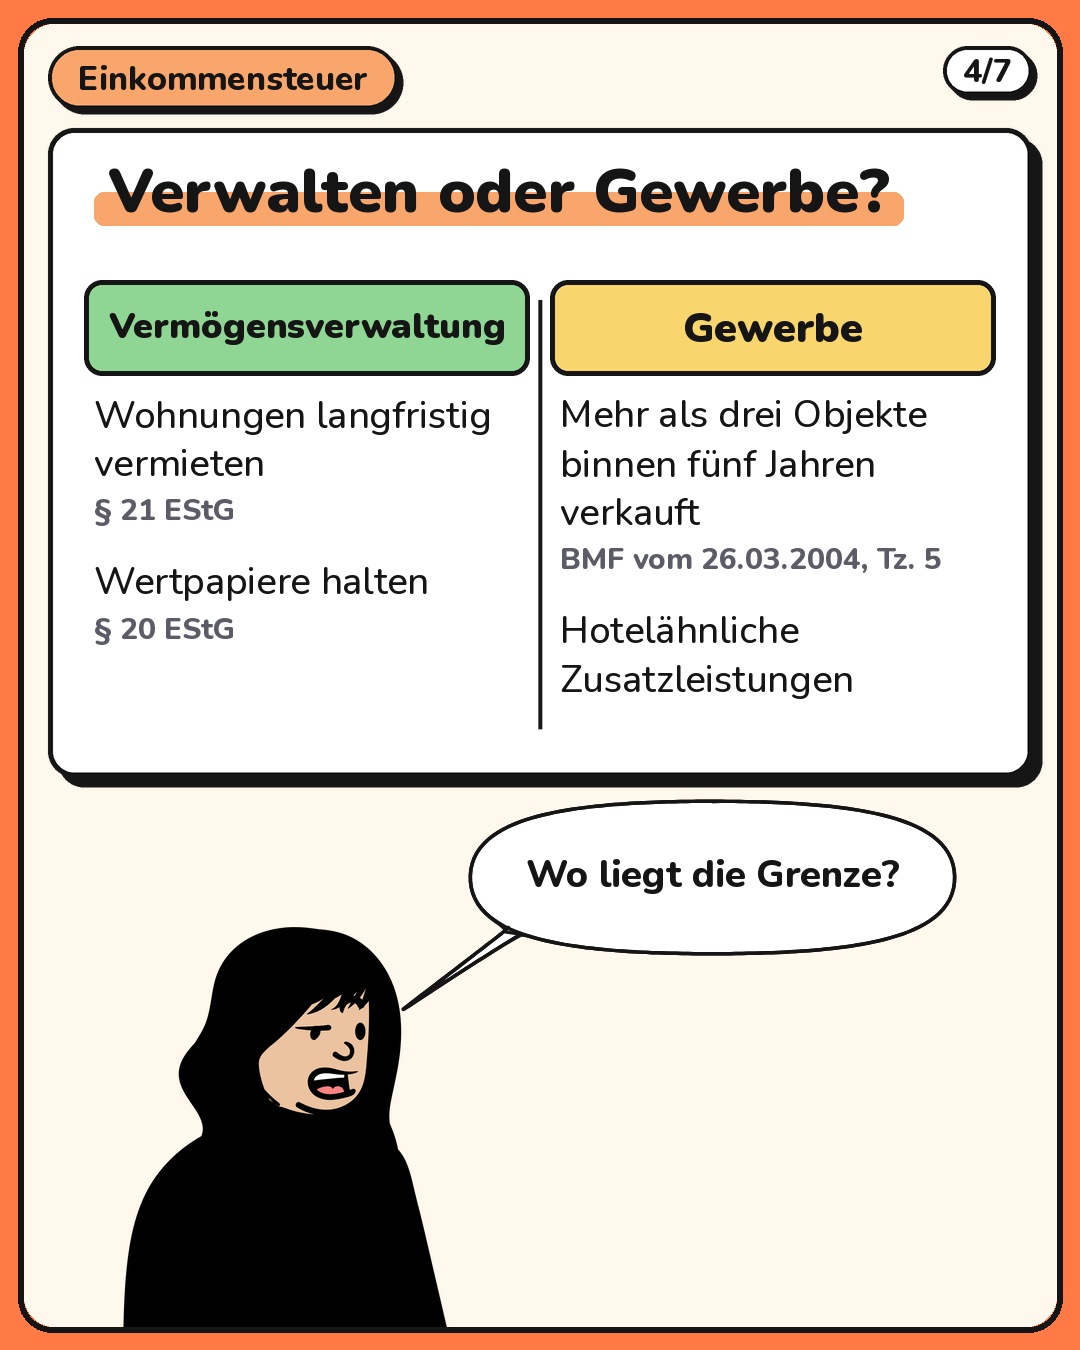 Einkommensteuer
4/7
Verwalten oder Gewerbe?
Vermögensverwaltung
Wohnungen langfristig
vermieten
§ 21 EStG
Wertpapiere halten
§ 20 EStG
Gewerbe
Mehr als drei Objekte
binnen fünf Jahren
verkauft
BMF vom 26.03.2004, Tz. 5
Hotelähnliche
Zusatzleistungen
Wo liegt die Grenze?